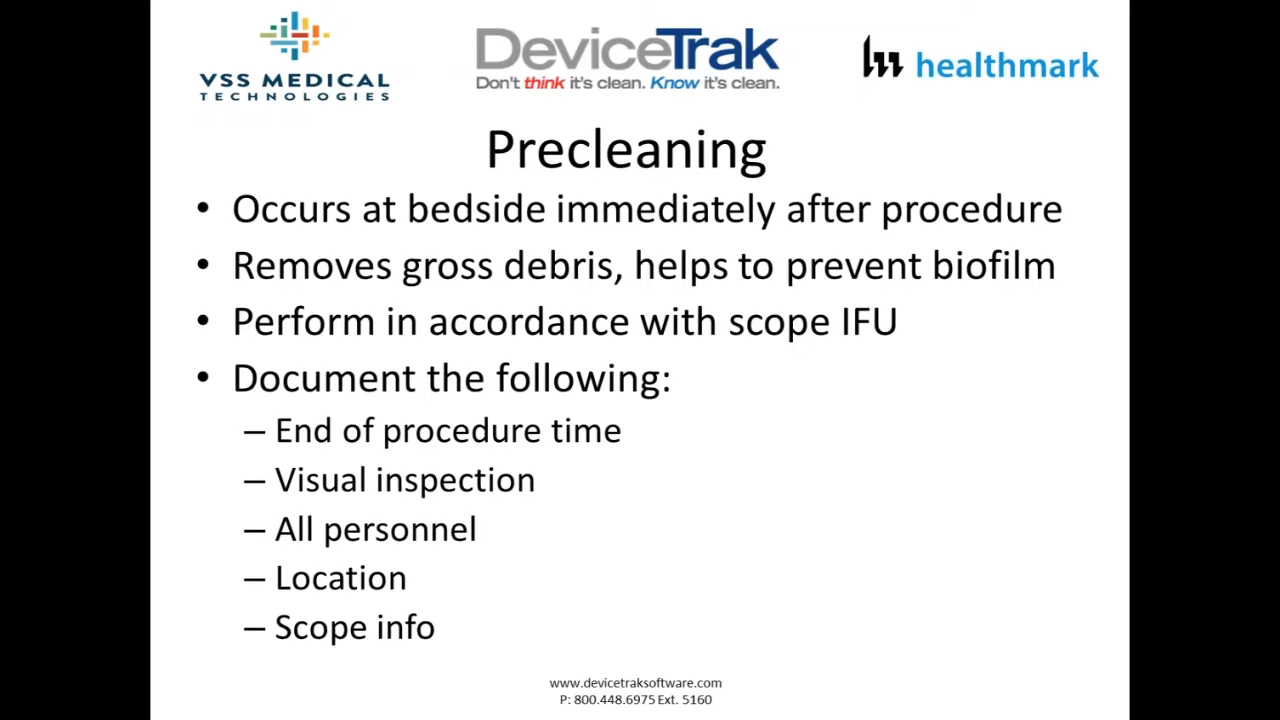 VSS MEDICAL
TECHNOLOGIES
DeviceTrak
Don't think it's clean. Know it's clean.
healthmark
Precleaning
• Occurs at bedside immediately after procedure
• Removes gross debris, helps to prevent biofilm
• Perform in accordance with scope IFU
• Document the following:
– End of procedure time
– Visual inspection
– All personnel
– Location
– Scope info
www.devicetraksoftware.com
P: 800.448.6975 Ext. 5160